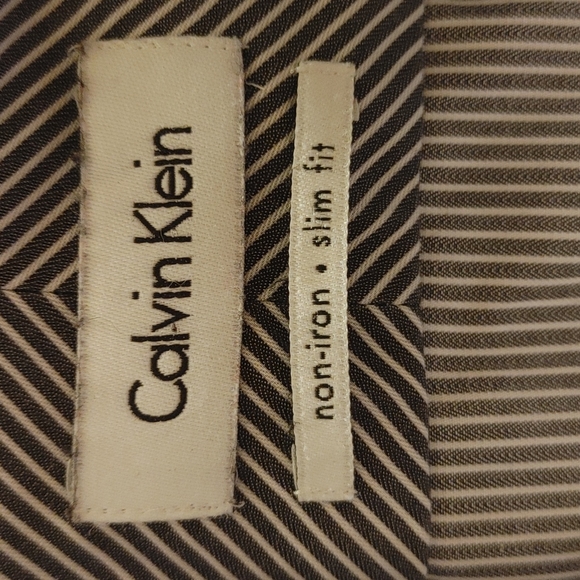 Calvin Klein
non-iron • slim fit